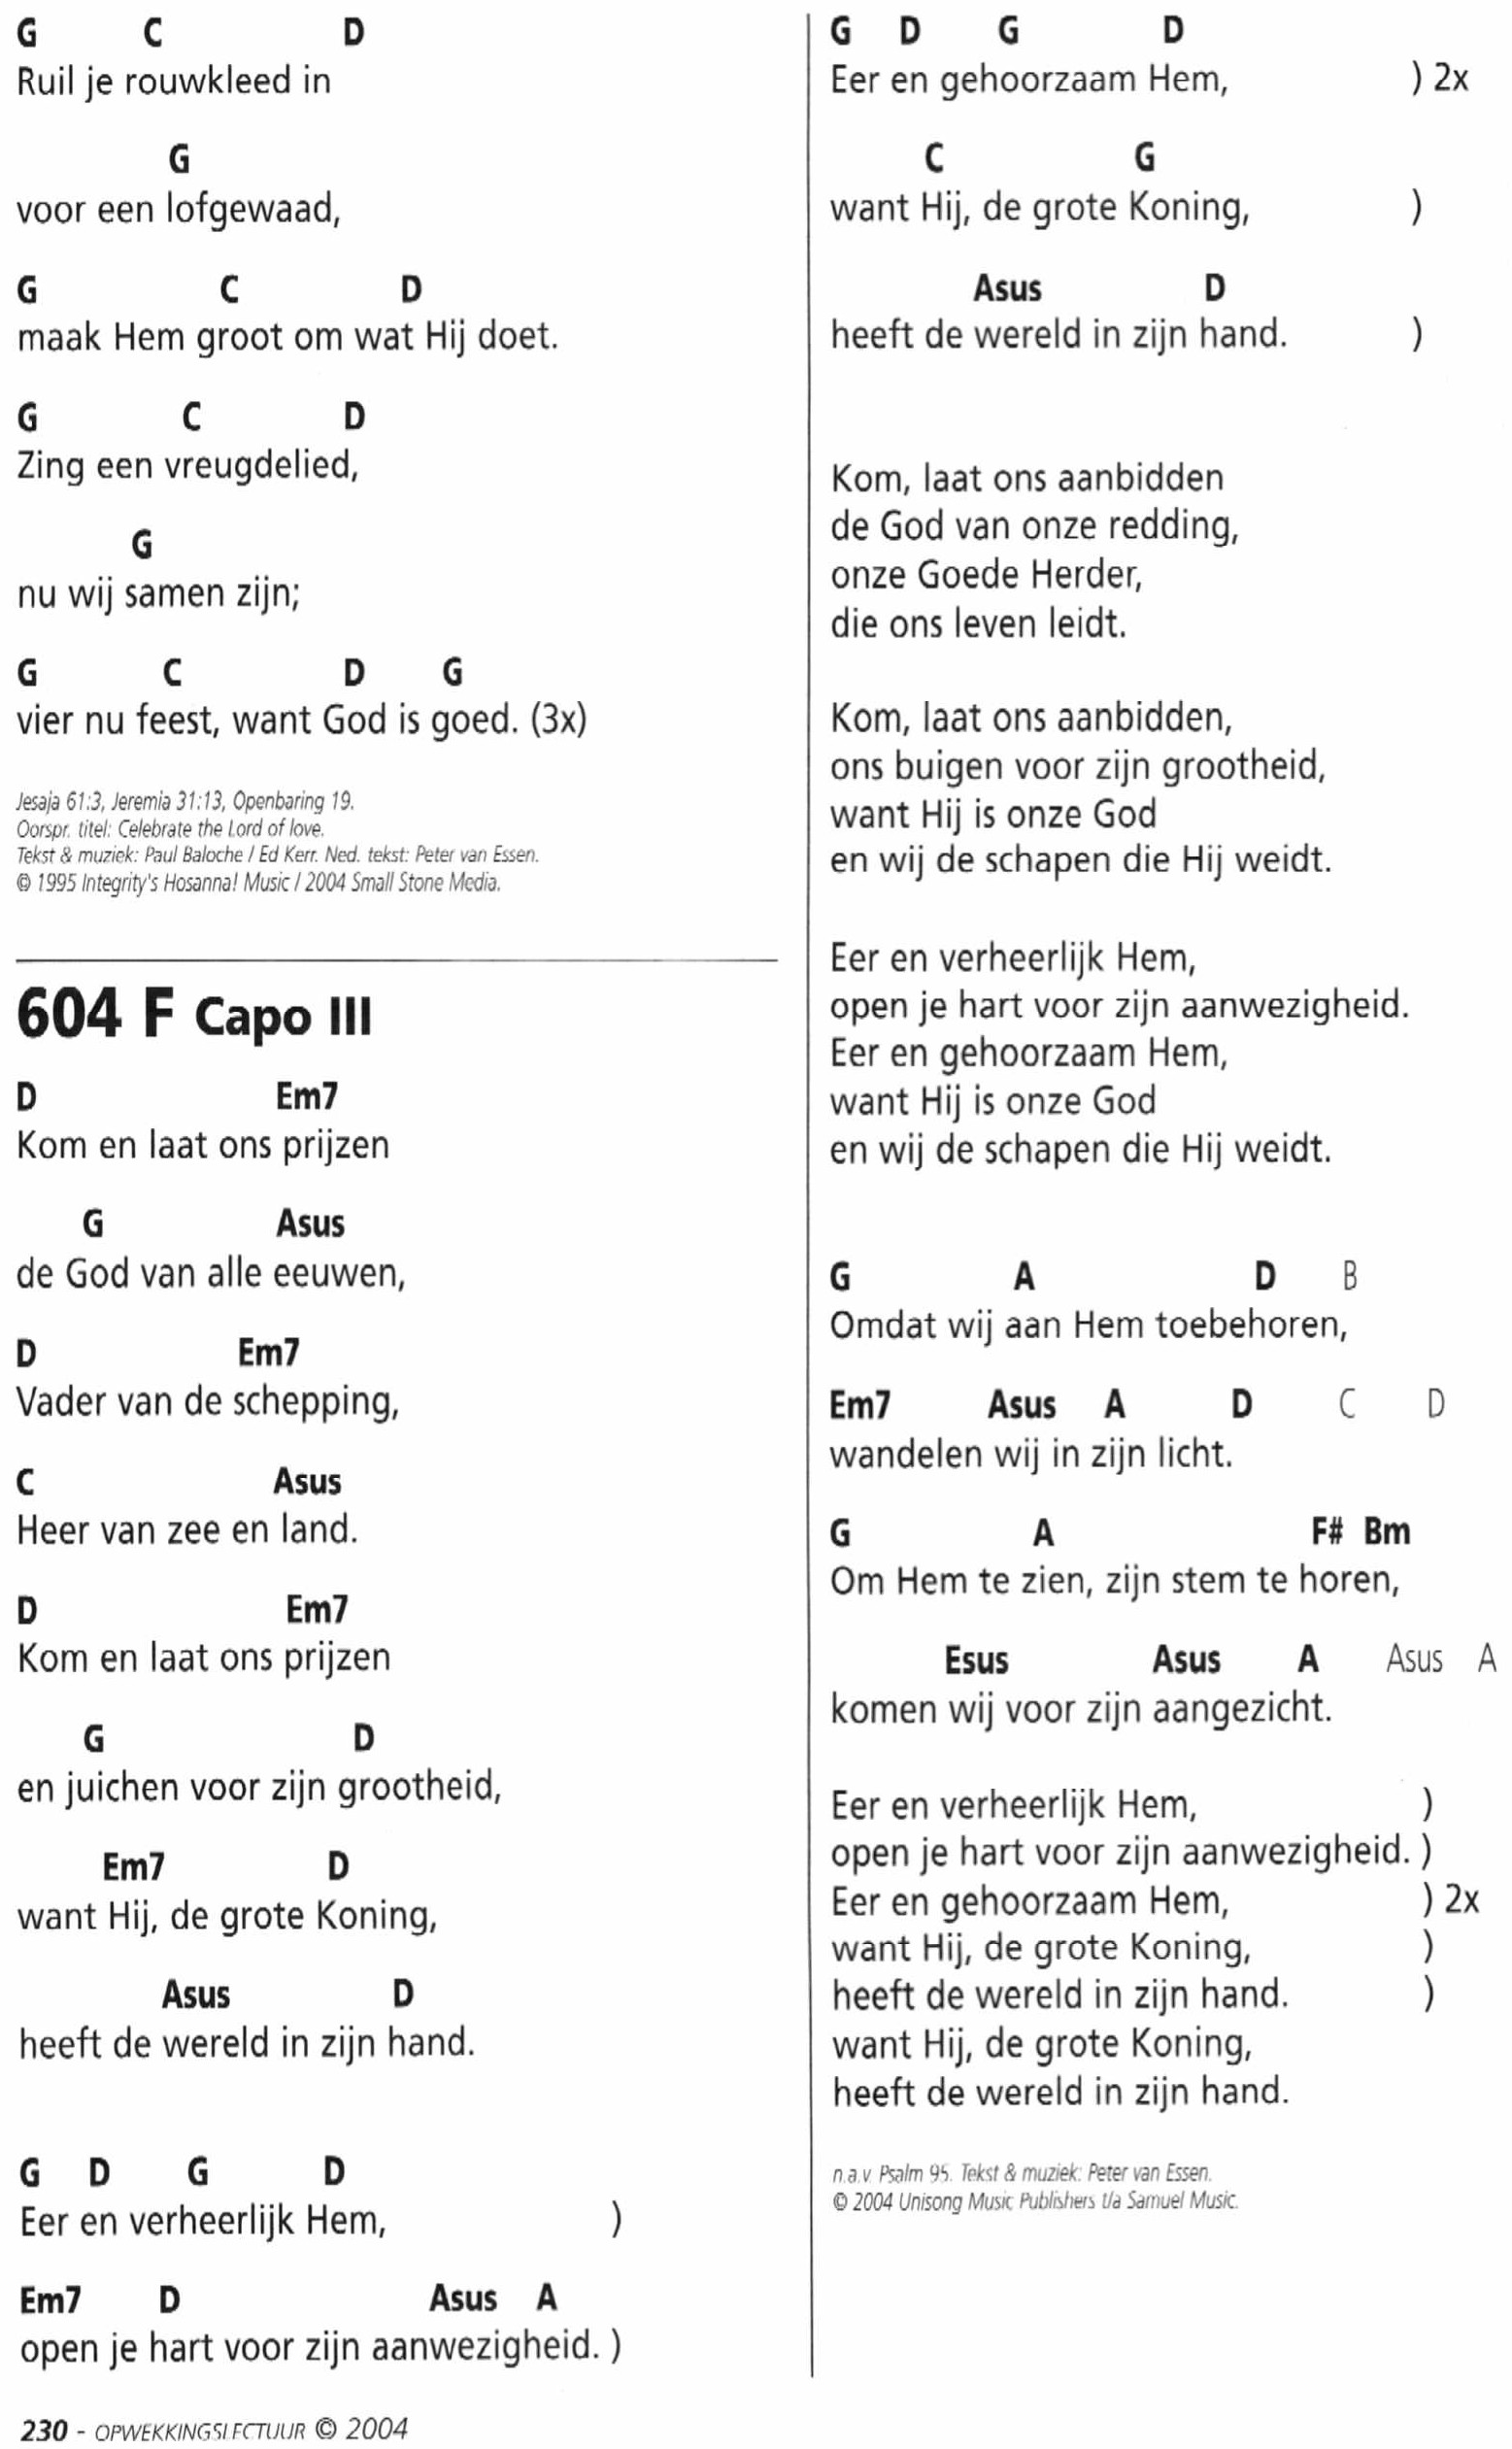 G C D
Ruil je rouwkleed in
G
voor een lofgewaad,
G C D
maak Hem groot om wat Hij doet.
G C D
Zing een vreugdelied,
G
nu wij samen zijn;
G C D G
vier nu feest, want God is goed. (3x)
Jesaja 61:3, Jeremia 31:13, Openbaring 19.
Oorspr. titel: Celebrate the Lord of love.
Tekst & muziek: Paul Baloche / Ed Kerr. Ned. tekst: Peter van Essen.
© 1995 Integrity's Hosanna! Music / 2004 Small Stone Media.
604 F Capo III
D Em7
Kom en laat ons prijzen
G Asus
de God van alle eeuwen,
D Em7
Vader van de schepping,
C Asus
Heer van zee en land.
D Em7
Kom en laat ons prijzen
G D
en juichen voor zijn grootheid,
Em7 D
want Hij, de grote Koning,
Asus D
heeft de wereld in zijn hand.
G D G D
Eer en verheerlijk Hem, )
Em7 D Asus A
open je hart voor zijn aanwezigheid. )
G D G D
Eer en gehoorzaam Hem, ) 2x
C G
want Hij, de grote Koning, )
Asus D
heeft de wereld in zijn hand. )
Kom, laat ons aanbidden
de God van onze redding,
onze Goede Herder,
die ons leven leidt.
Kom, laat ons aanbidden,
ons buigen voor zijn grootheid,
want Hij is onze God
en wij de schapen die Hij weidt.
Eer en verheerlijk Hem,
open je hart voor zijn aanwezigheid.
Eer en gehoorzaam Hem,
want Hij is onze God
en wij de schapen die Hij weidt.
G A D B
Omdat wij aan Hem toebehoren,
Em7 Asus A D C D
wandelen wij in zijn licht.
G A F# Bm
Om Hem te zien, zijn stem te horen,
Esus Asus A Asus A
komen wij voor zijn aangezicht.
Eer en verheerlijk Hem, )
open je hart voor zijn aanwezigheid. )
Eer en gehoorzaam Hem, ) 2x
want Hij, de grote Koning, )
heeft de wereld in zijn hand. )
want Hij, de grote Koning,
heeft de wereld in zijn hand.
n.a.v. Psalm 95. Tekst & muziek: Peter van Essen.
© 2004 Unisong Music Publishers t/a Samuel Music.
230 - OPWEKKINGSLECTUUR © 2004